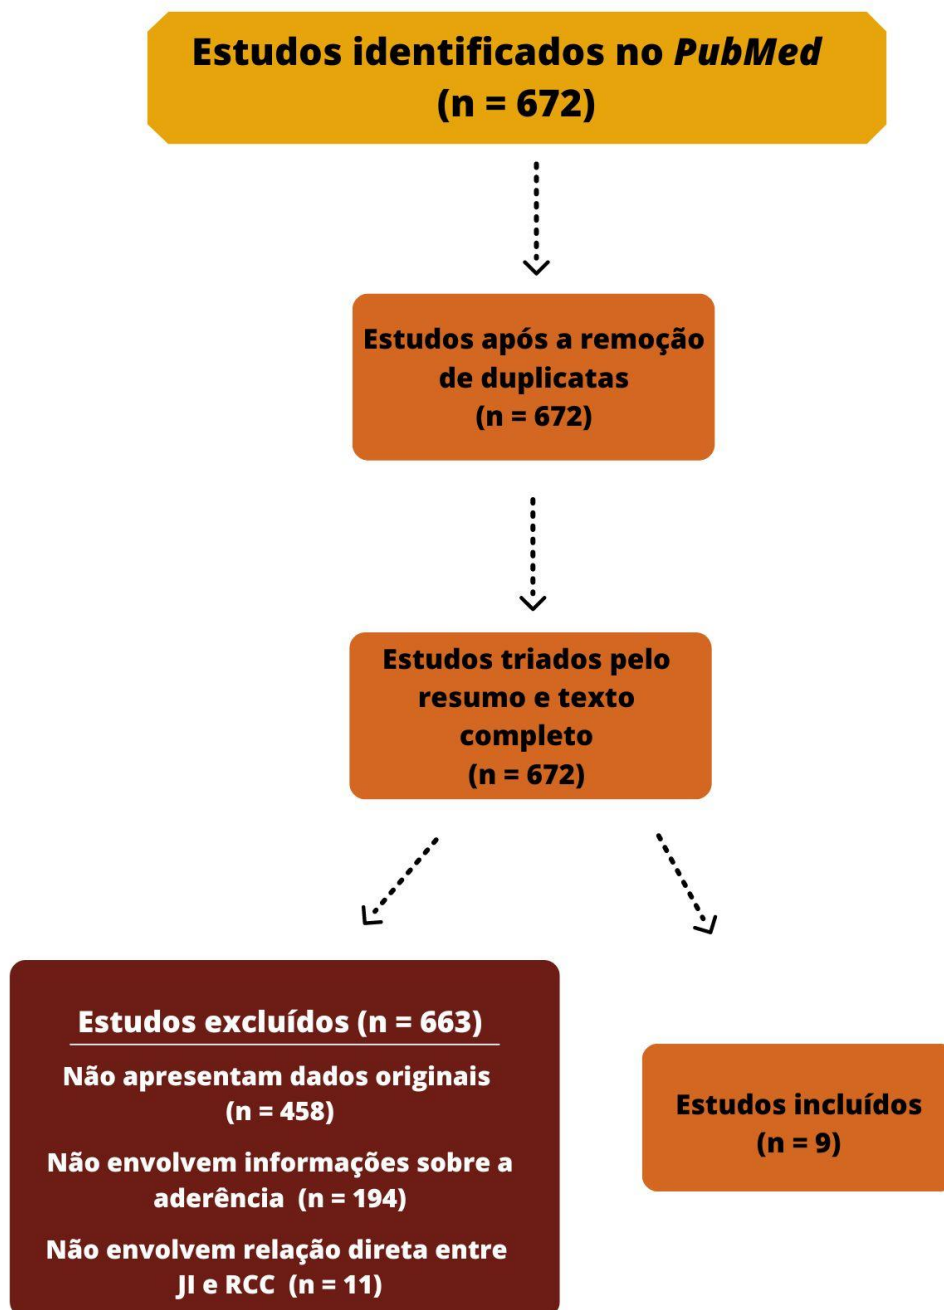 Estudos identificados no PubMed
(n = 672)
Estudos após a remoção
de duplicatas
(n = 672)
Estudos triados pelo
resumo e texto
completo
(n = 672)
Estudos excluídos (n = 663)
Não apresentam dados originais
(n = 458)
Não envolvem informações sobre a
aderência (n = 194)
Não envolvem relação direta entre
JI e RCC (n = 11)
Estudos incluídos
(n = 9)